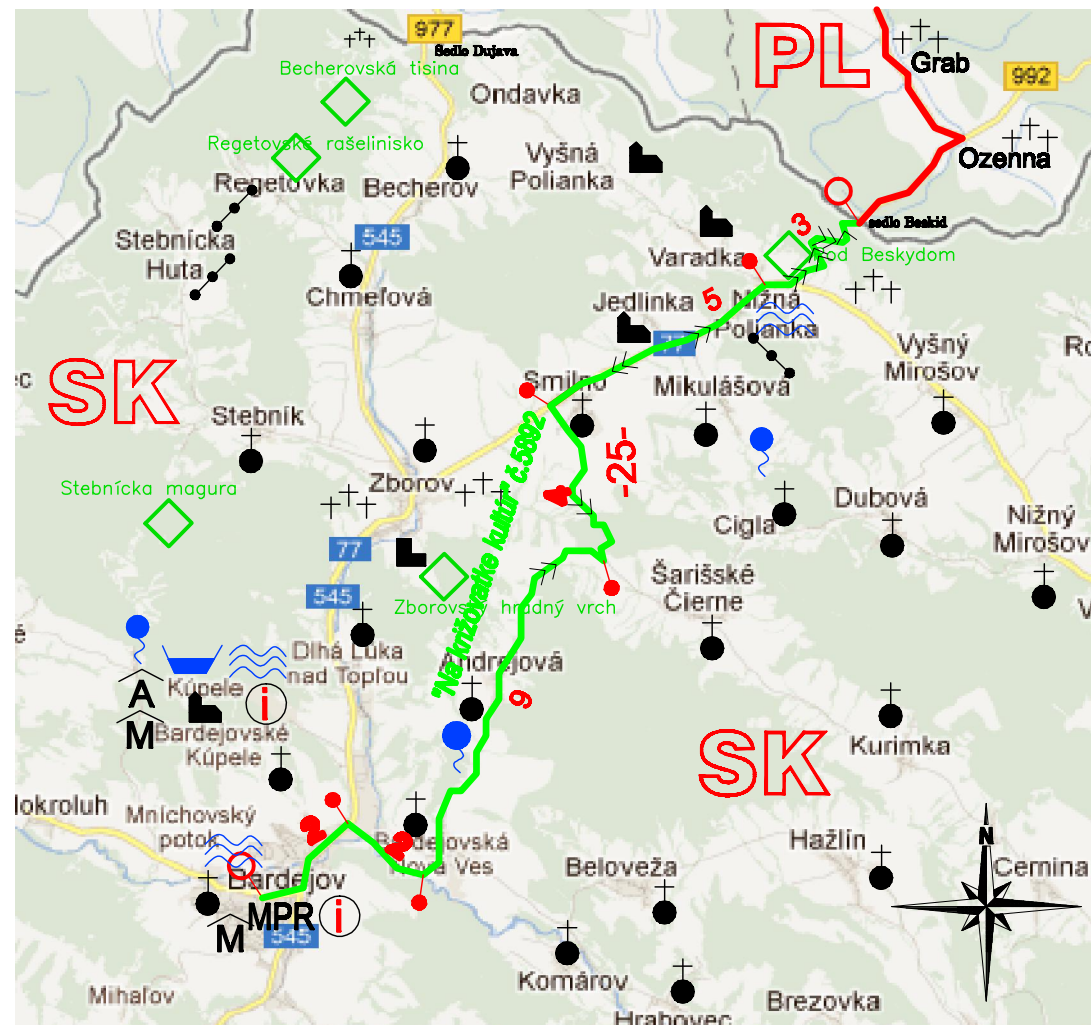 977
Sedlo Dujava
Becherovská tisina
Ondavka
PL
Grab
992
Ozenna
Regetovské rašelinisko
Regetovka
Becherov
Vyšná
Polianka
545
Stebnícka
Huta
Chmeľová
sedlo Beskid
3
Pod Beskydom
Varadka
Jedlinka
5
Nižná
Polianka
77
Vyšný
Mirošov
SK
Smilno
Mikulášová
Stebník
"Na križovatke kultúr" č.5892
-25-
4
Zborov
Stebnícka magura
Cigla
Dubová
Nižný
Mirošov
77
545
Zborovský hradný vrch
Šarišské
Čierne
Dlhá Lúka
nad Topľou
Andrejová
9
Kúpele
A
i
M
Bardejovské
Kúpele
SK
Kurimka
Mníchovský
potok
Bardejovská
Nová Ves
Hažlín
N
Cernina
Beloveža
Bardejov
MPR
i
M
545
Komárov
Mihaľov
Brezovka
Hrabovec